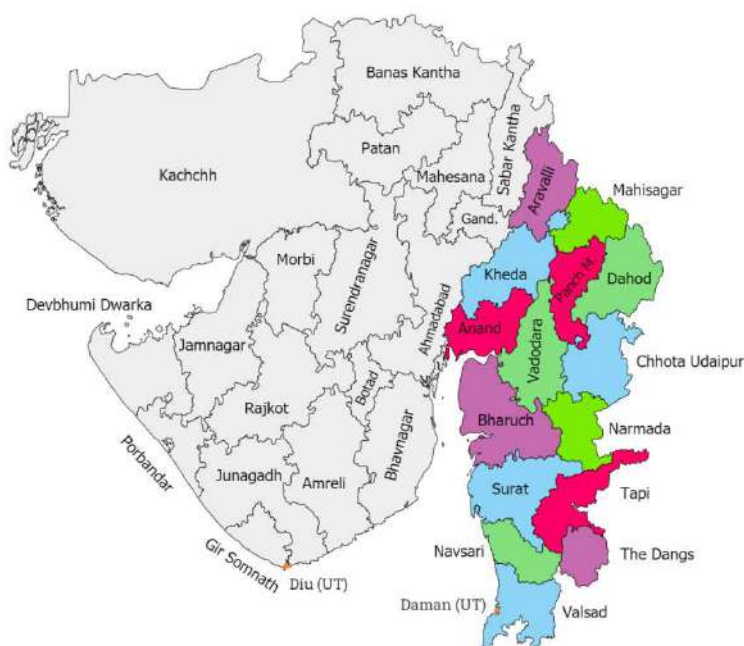 Banas Kantha
Patan
Sabar Kantha
Mahesana
Kachchh
Aravalli
Mahisagar
Gand.
Morbi
Surendranagar
Kheda
Panch M.
Dahod
Devbhumi Dwarka
Ahmadabad
Anand
Jamnagar
Vadodara
Chhota Udaipur
Botad
Rajkot
Bharuch
Narmada
Porbandar
Bhavnagar
Junagadh
Amreli
Surat
Tapi
Gir Somnath
Navsari
The Dangs
Diu (UT)
Daman (UT)
Valsad